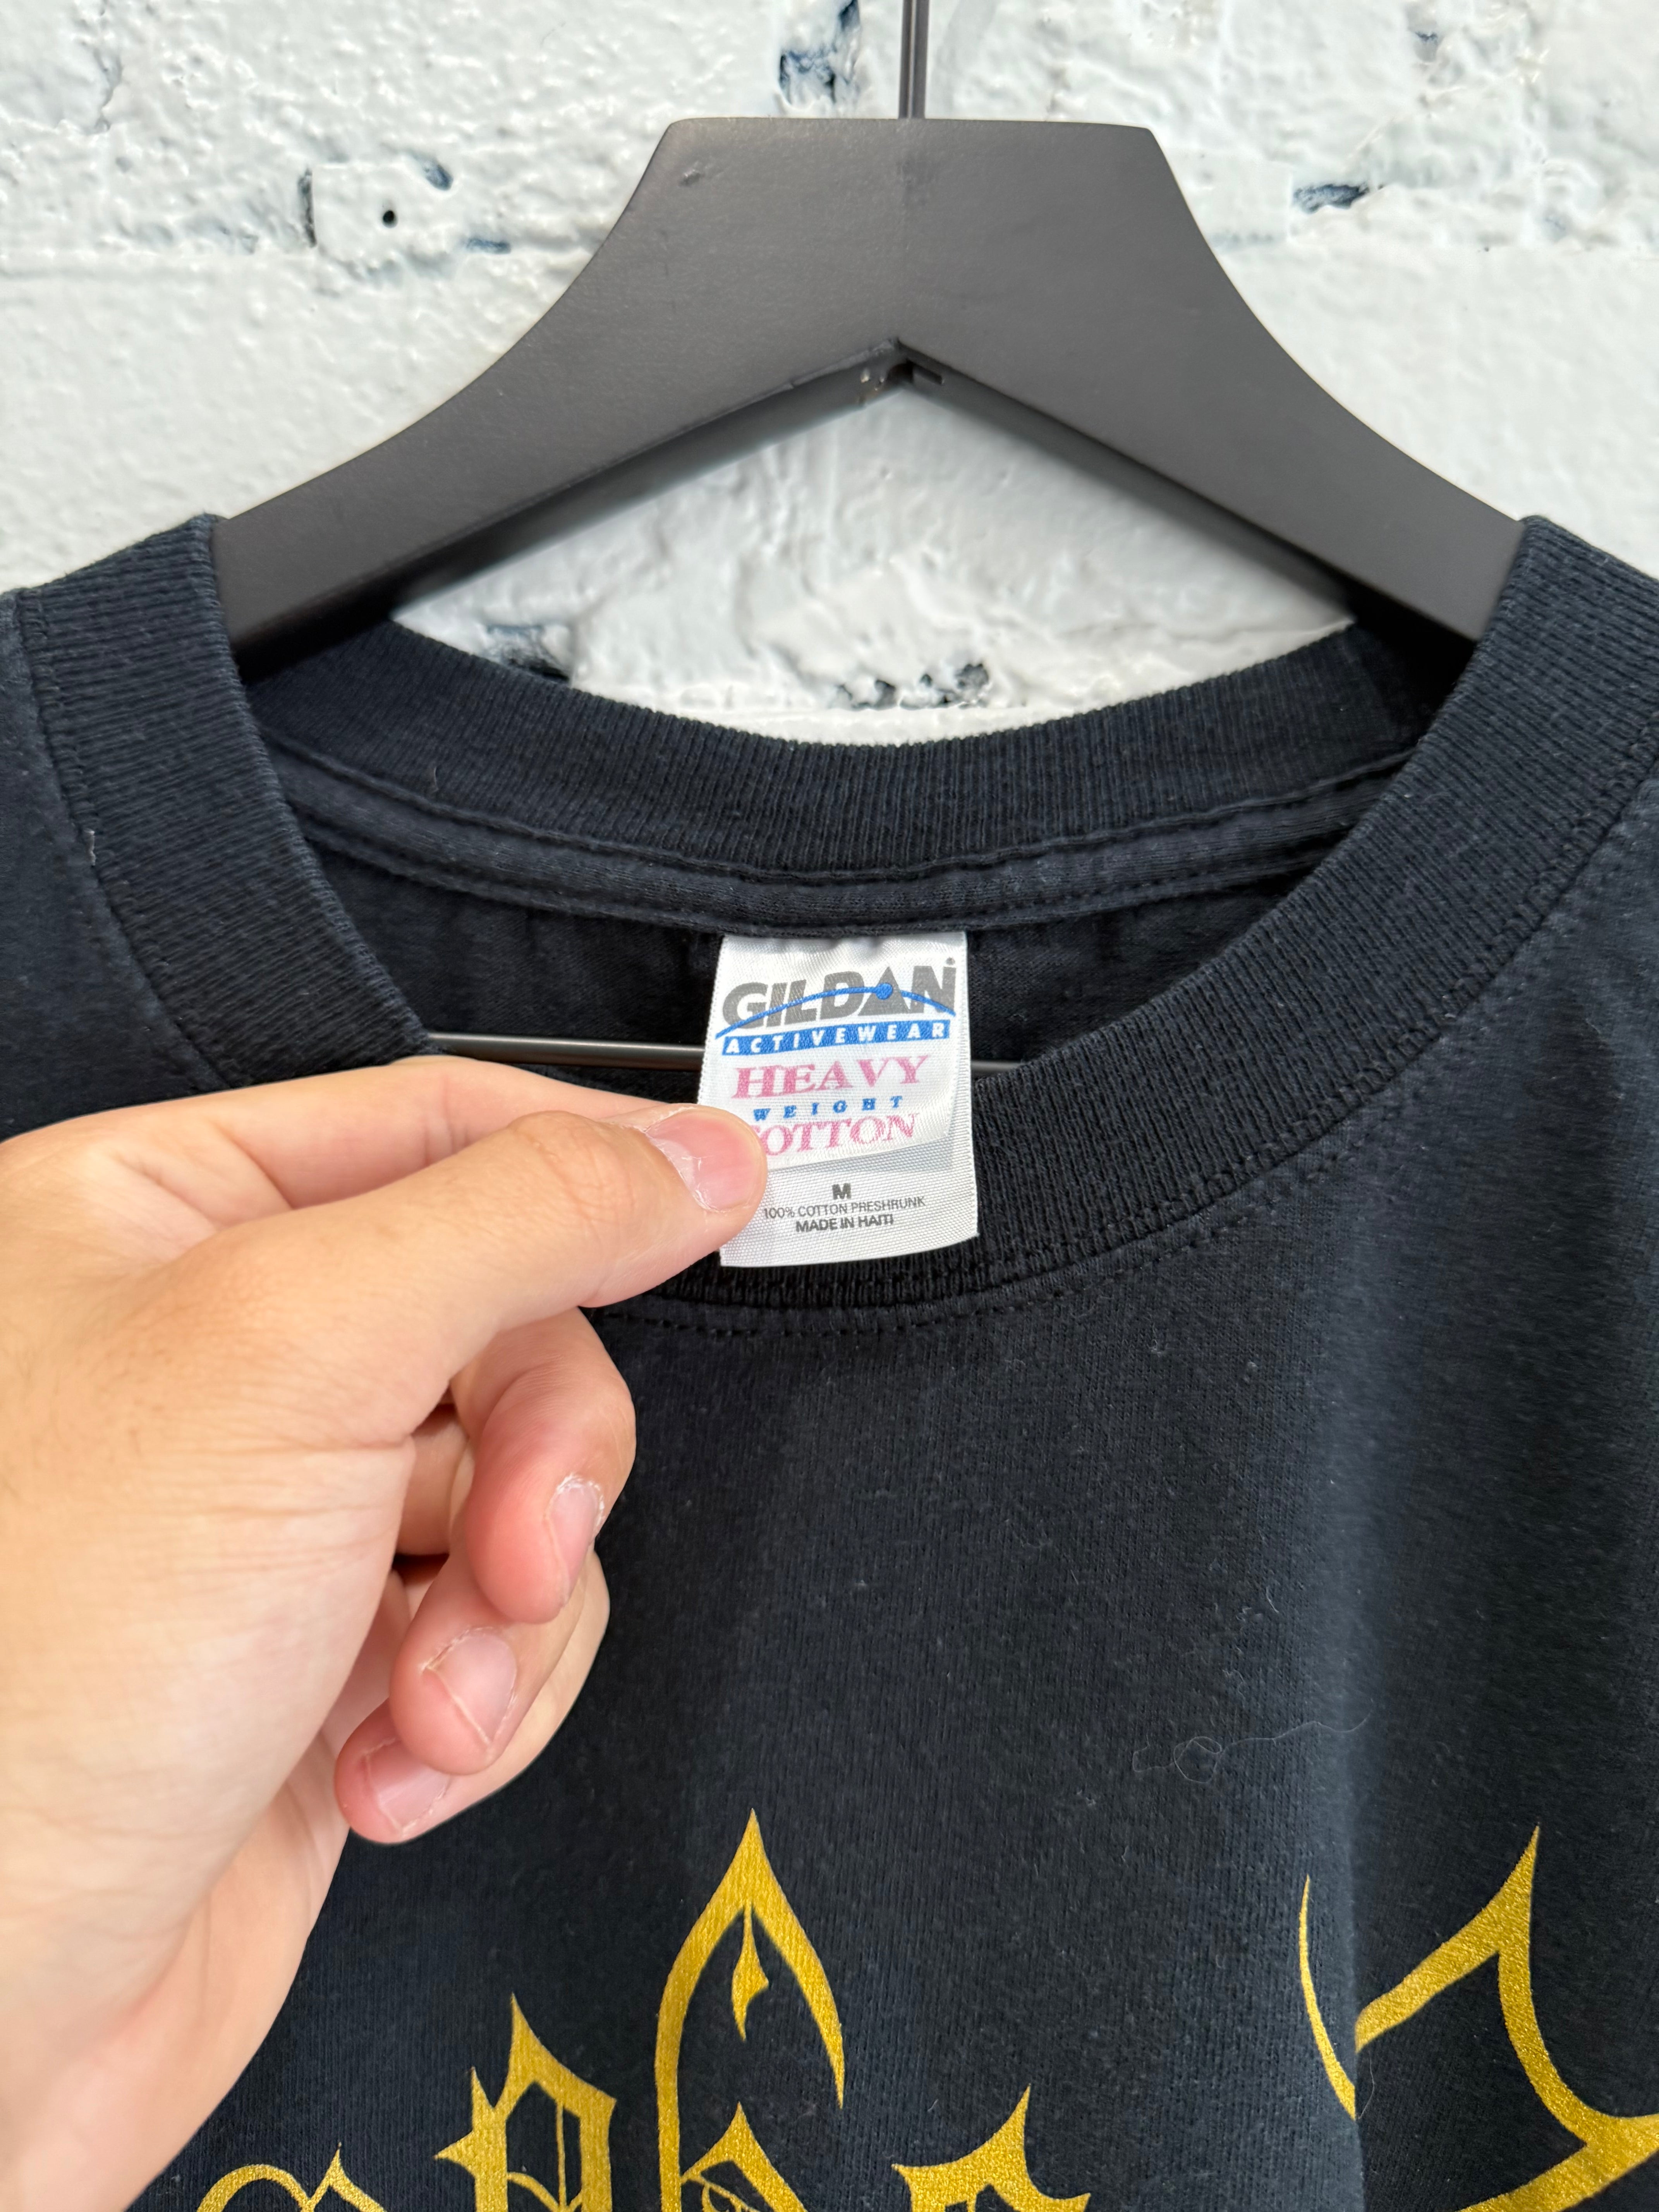 GILDAN
ACTIVEWEAR
HEAVY
WEIGHT
COTTON
M
100% COTTON PRESHRUNK
MADE IN HAITI